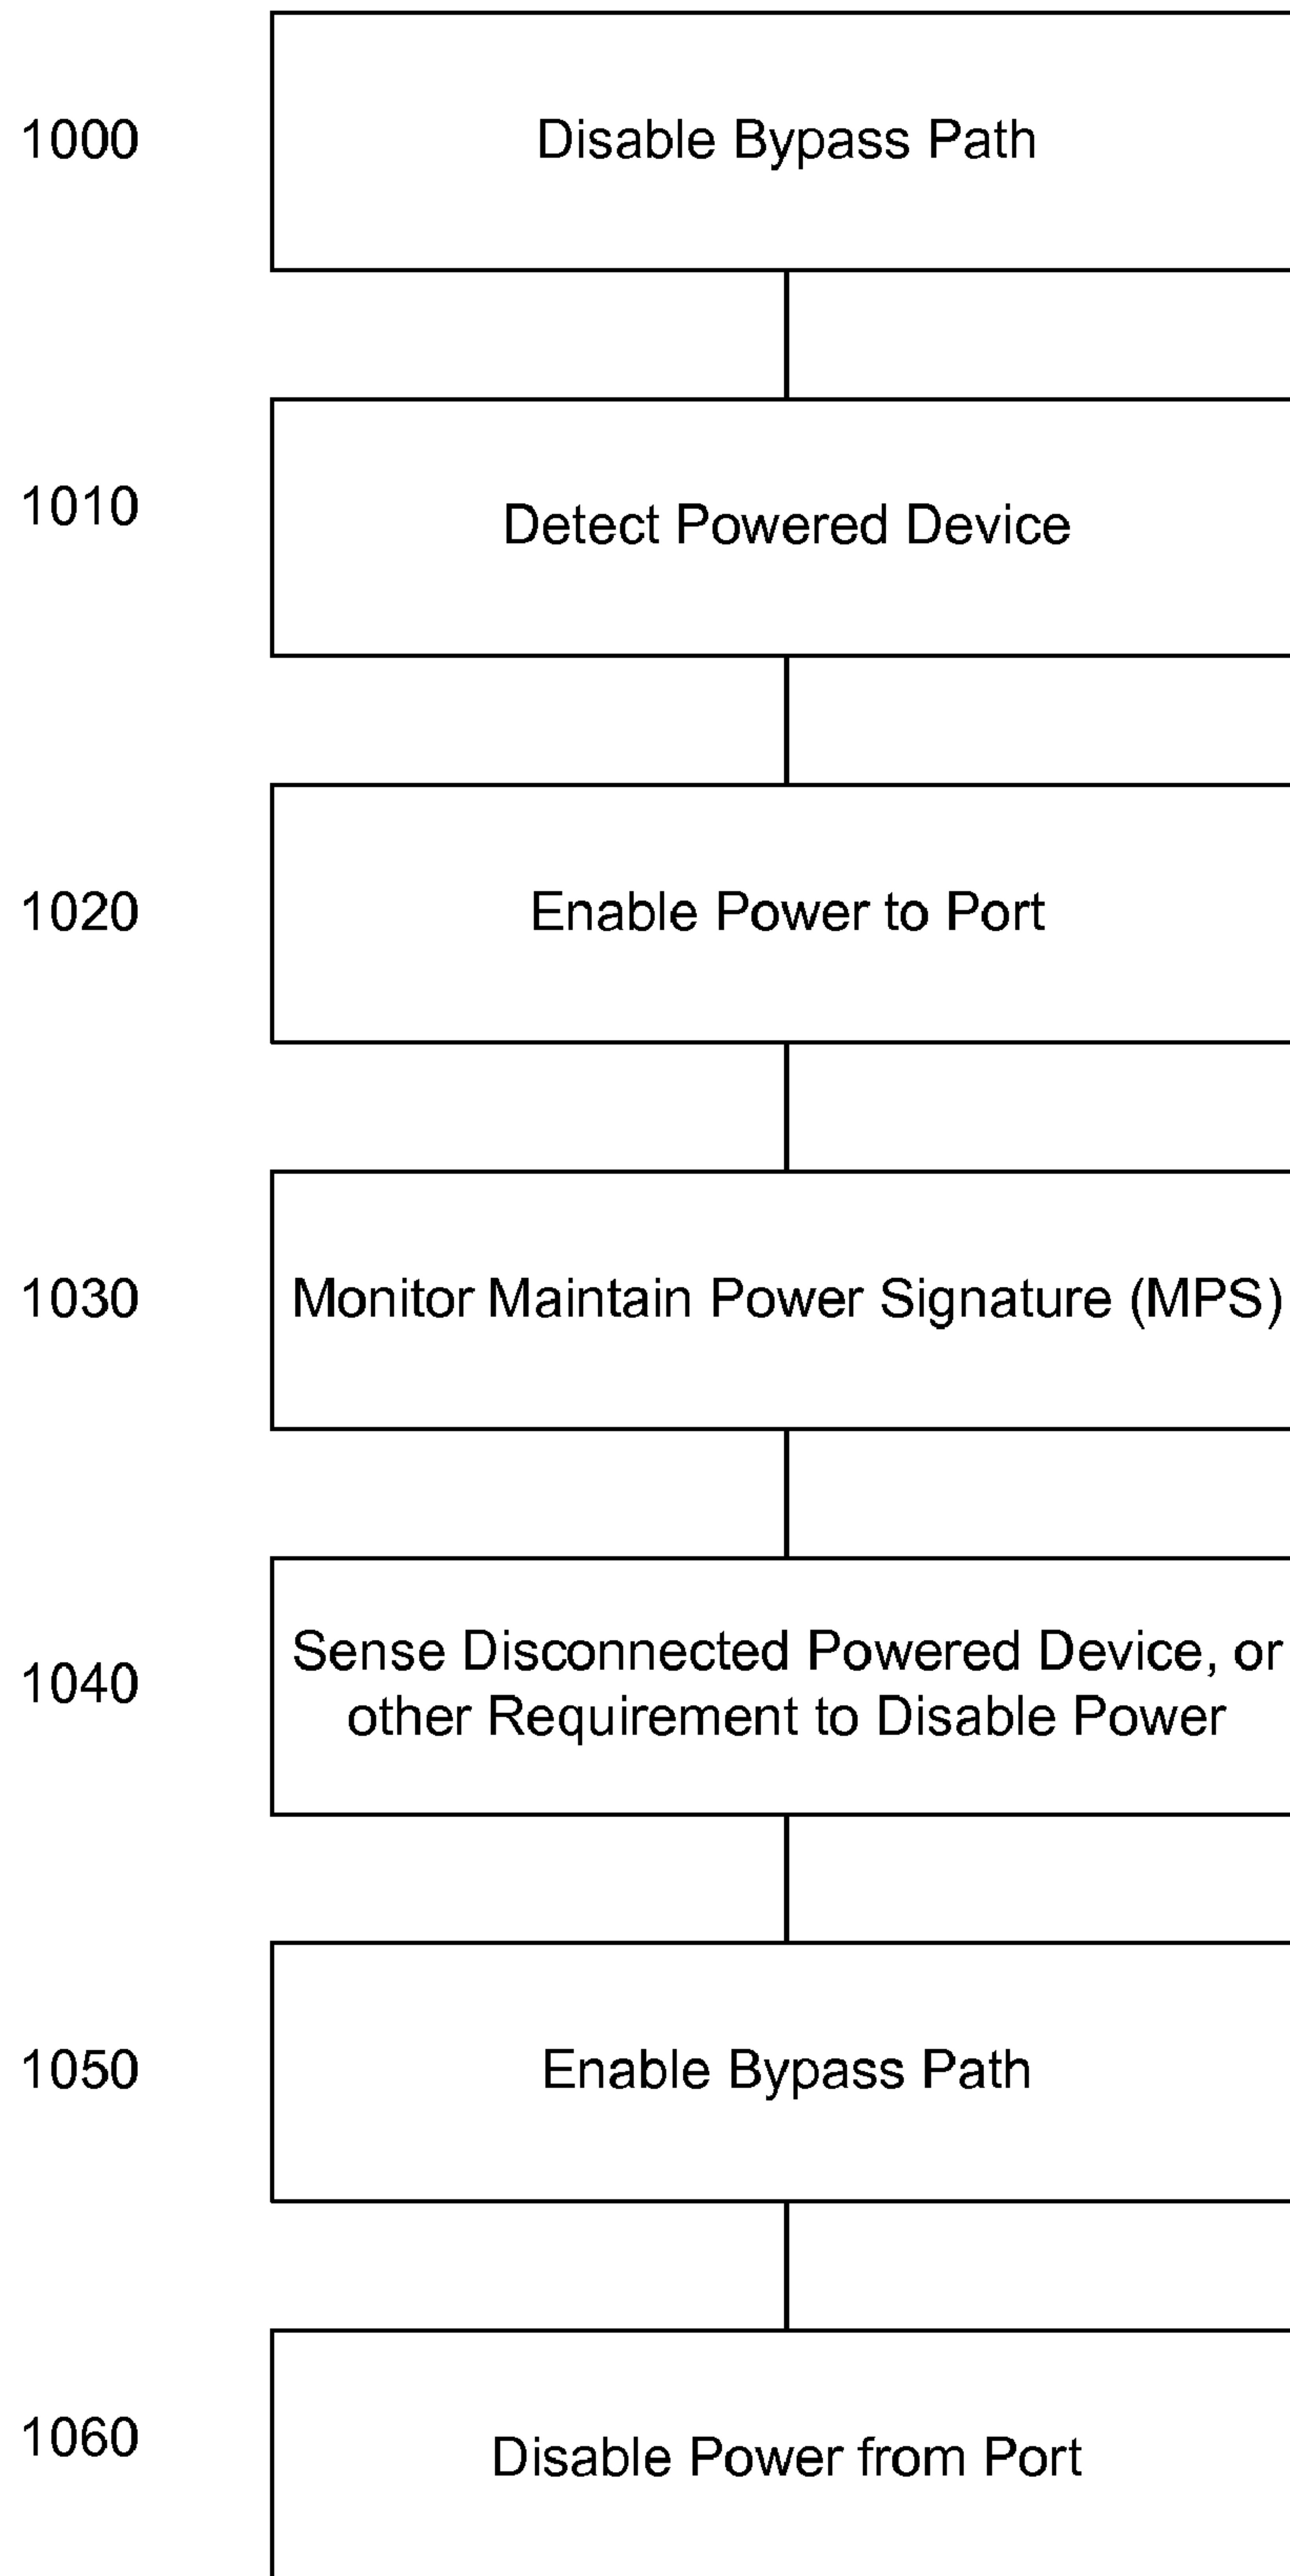 1000
Disable Bypass Path
1010
Detect Powered Device
1020
Enable Power to Port
1030
Monitor Maintain Power Signature (MPS)
1040
Sense Disconnected Powered Device, or
other Requirement to Disable Power
1050
Enable Bypass Path
1060
Disable Power from Port